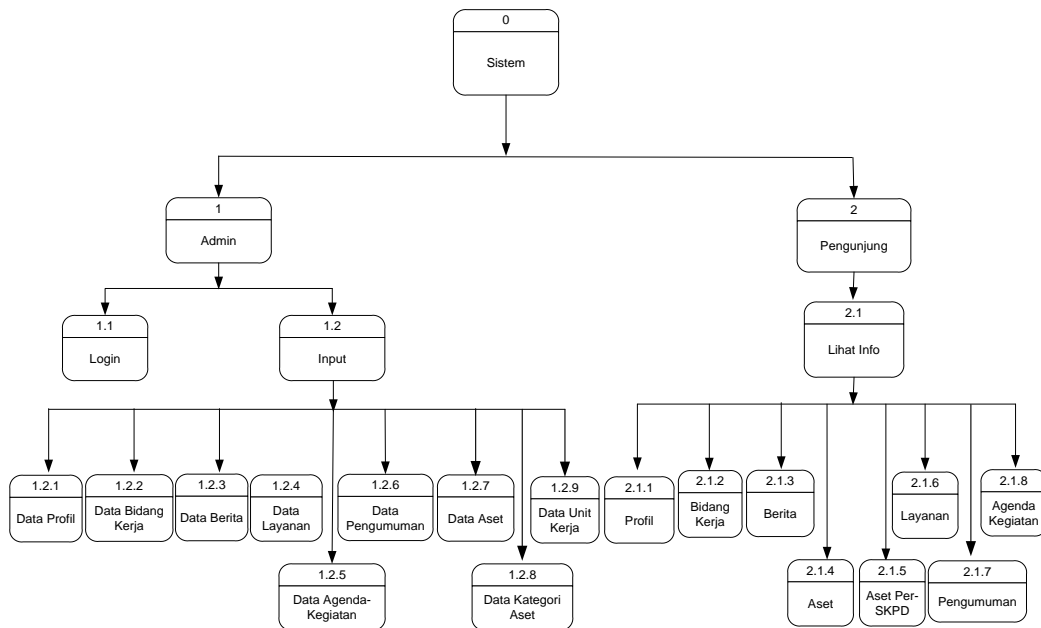 0
Sistem
1
Admin
2
Pengunjung
1.1
Login
1.2
Input
2.1
Lihat Info
1.2.1
Data Profil
1.2.2
Data Bidang
Kerja
1.2.3
Data Berita
1.2.4
Data
Layanan
1.2.6
Data
Pengumuman
1.2.7
Data Aset
1.2.9
Data Unit
Kerja
2.1.1
Profil
2.1.2
Bidang
Kerja
2.1.3
Berita
2.1.6
Layanan
2.1.8
Agenda
Kegiatan
1.2.5
Data Agenda-
Kegiatan
1.2.8
Data Kategori
Aset
2.1.4
Aset
2.1.5
Aset Per-
SKPD
2.1.7
Pengumuman